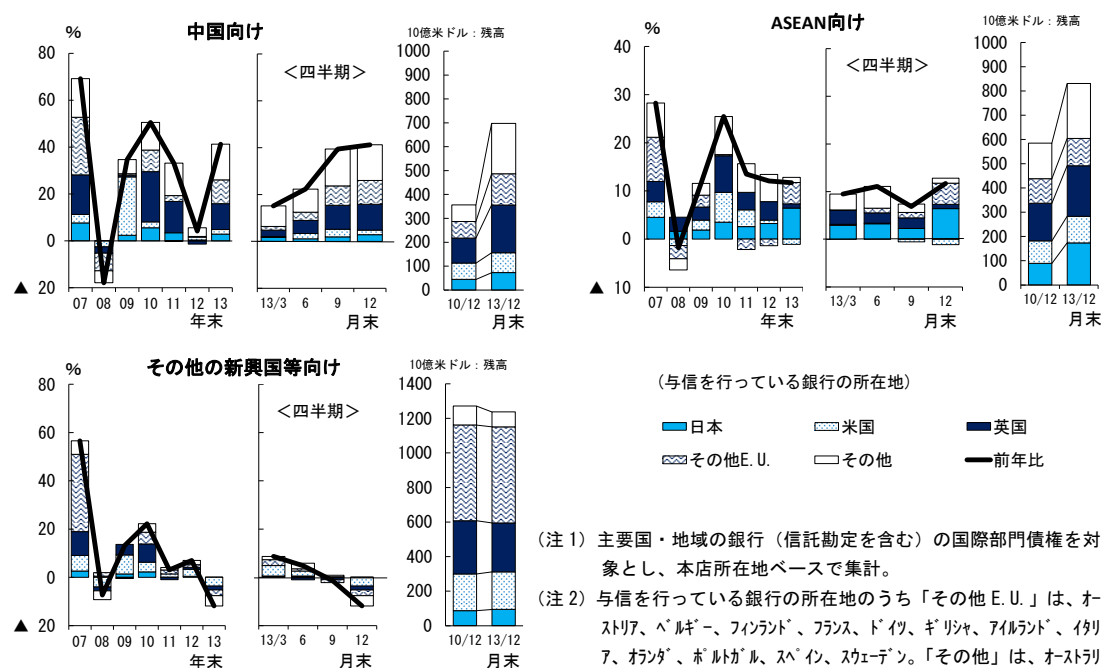 中国向け
%
10億米ドル：残高
80
60
40
20
0
▲ 20
＜四半期＞
1000
900
800
700
600
500
400
300
200
100
0
07 08 09 10 11 12 13
年末
13/3 6 9 12
月末
10/12 13/12
ASEAN向け
%
10億米ドル：残高
40
30
20
10
0
▲ 10
＜四半期＞
1000
900
800
700
600
500
400
300
200
100
0
07 08 09 10 11 12 13
年末
13/3 6 9 12
月末
10/12 13/12
月末
その他の新興国等向け
%
10億米ドル：残高
80
60
40
20
0
▲ 20
＜四半期＞
1400
1200
1000
800
600
400
200
0
07 08 09 10 11 12 13
年末
13/3 6 9 12
月末
10/12 13/12
（与信を行っている銀行の所在地）
日本 米国 英国
その他E.U. その他 前年比
（注1）主要国・地域の銀行（信託勘定を含む）の国際部門債権を対
象とし、本店所在地ベースで集計。
（注2）与信を行っている銀行の所在地のうち「その他E.U.」は、ｵｰ
ｽﾄﾘｱ、ﾍﾞﾙｷﾞｰ、ﾌｨﾝﾗﾝﾄﾞ、ﾌﾗﾝｽ、ﾄﾞｲﾂ、ｷﾞﾘｼｬ、ｱｲﾙﾗﾝﾄﾞ、ｲﾀﾘ
ｱ、ｵﾗﾝﾀﾞ、ﾎﾟﾙﾄｶﾞﾙ、ｽﾍﾟｲﾝ、ｽｳｪｰﾃﾞﾝ。「その他」は、ｵｰｽﾄﾗﾘ